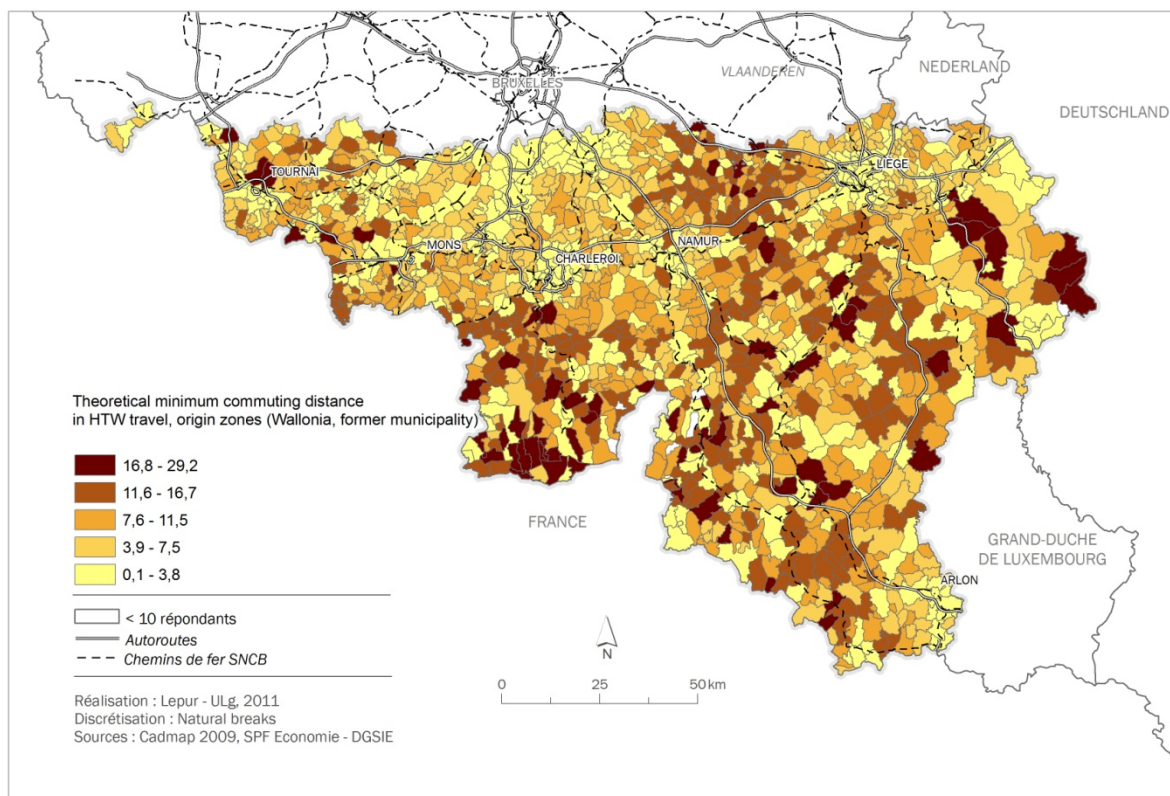 NEDERLAND
VLAANDEREN
BRUXELLES
DEUTSCHLAND
LIÈGE
TOURNAI
MONS
NAMUR
CHARLEROI
Theoretical minimum commuting distance
in HTW travel, origin zones (Wallonia, former municipality)
16,8 - 29,2
11,6 - 16,7
7,6 - 11,5
3,9 - 7,5
0,1 - 3,8
FRANCE
GRAND-DUCHE
DE LUXEMBOURG
ARLON
< 10 répondants
Autoroutes
Chemins de fer SNCB
N
0 25 50 km
Réalisation : Lepur - ULg, 2011
Discrétisation : Natural breaks
Sources : Cadmap 2009, SPF Economie - DGSIE